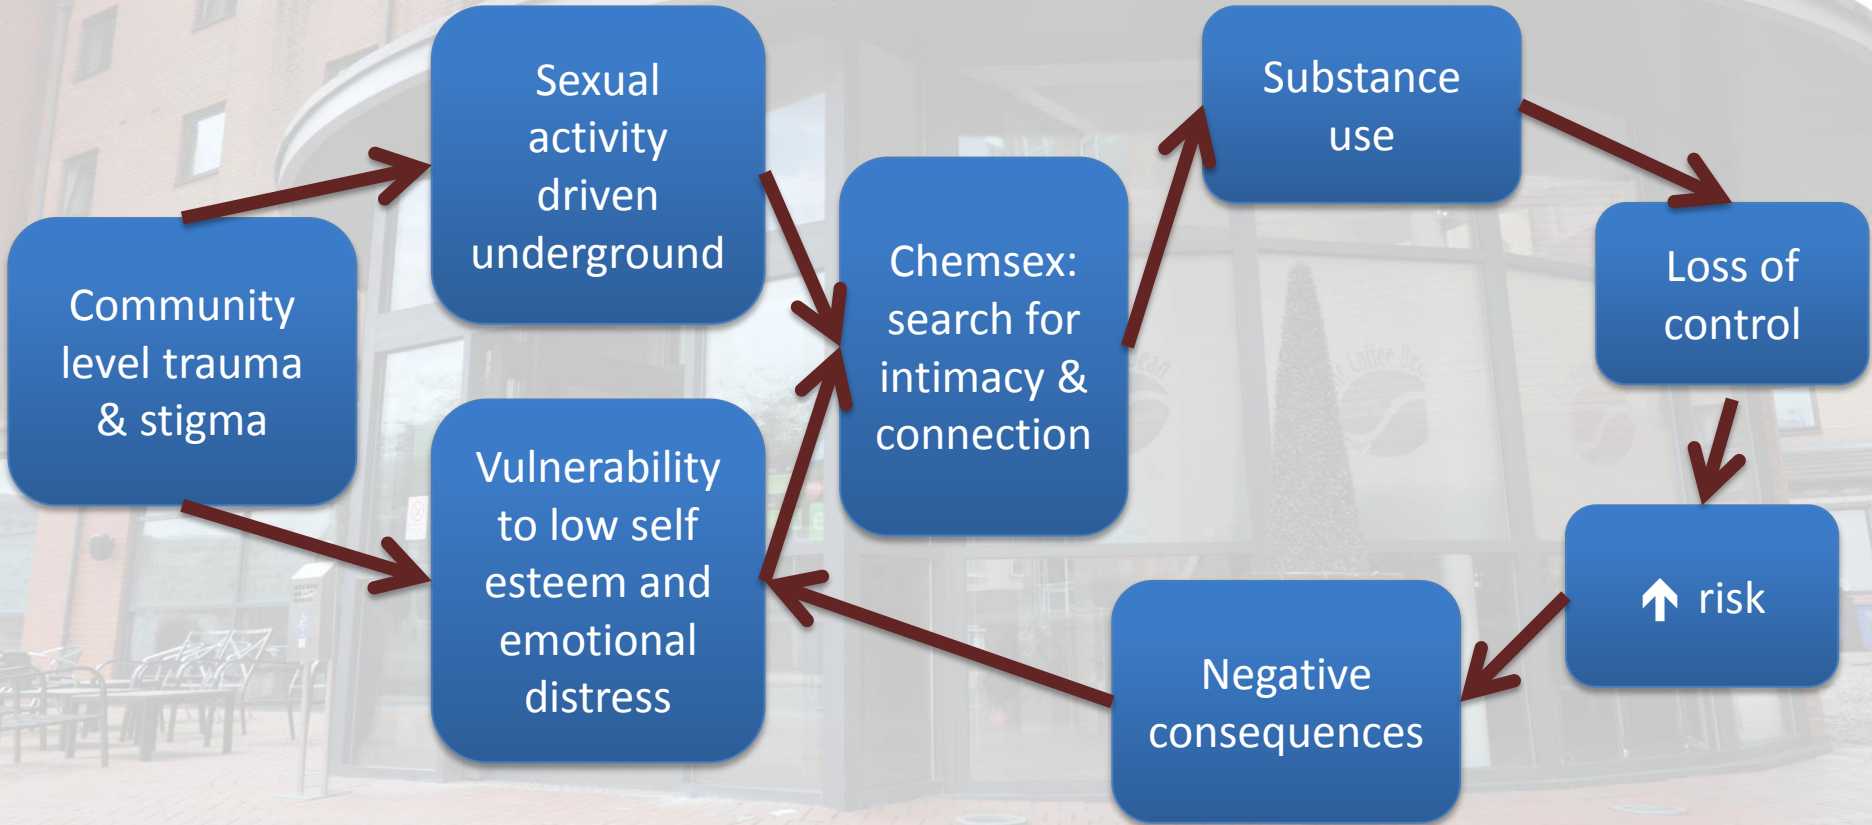 Sexual
activity
driven
underground
Substance
use
Community
level trauma
& stigma
Chemsex:
search for
intimacy &
connection
Loss of
control
Vulnerability
to low self
esteem and
emotional
distress
↑ risk
Negative
consequences